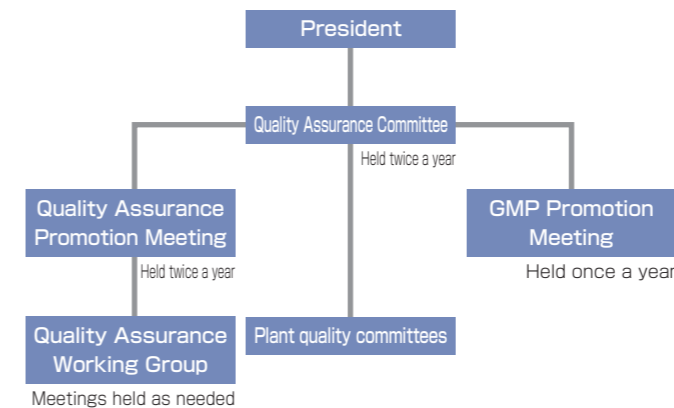 President
Quality Assurance Committee
Held twice a year
Quality Assurance
Promotion Meeting
Held twice a year
GMP Promotion
Meeting
Held once a year
Quality Assurance
Working Group
Meetings held as needed
Plant quality committees